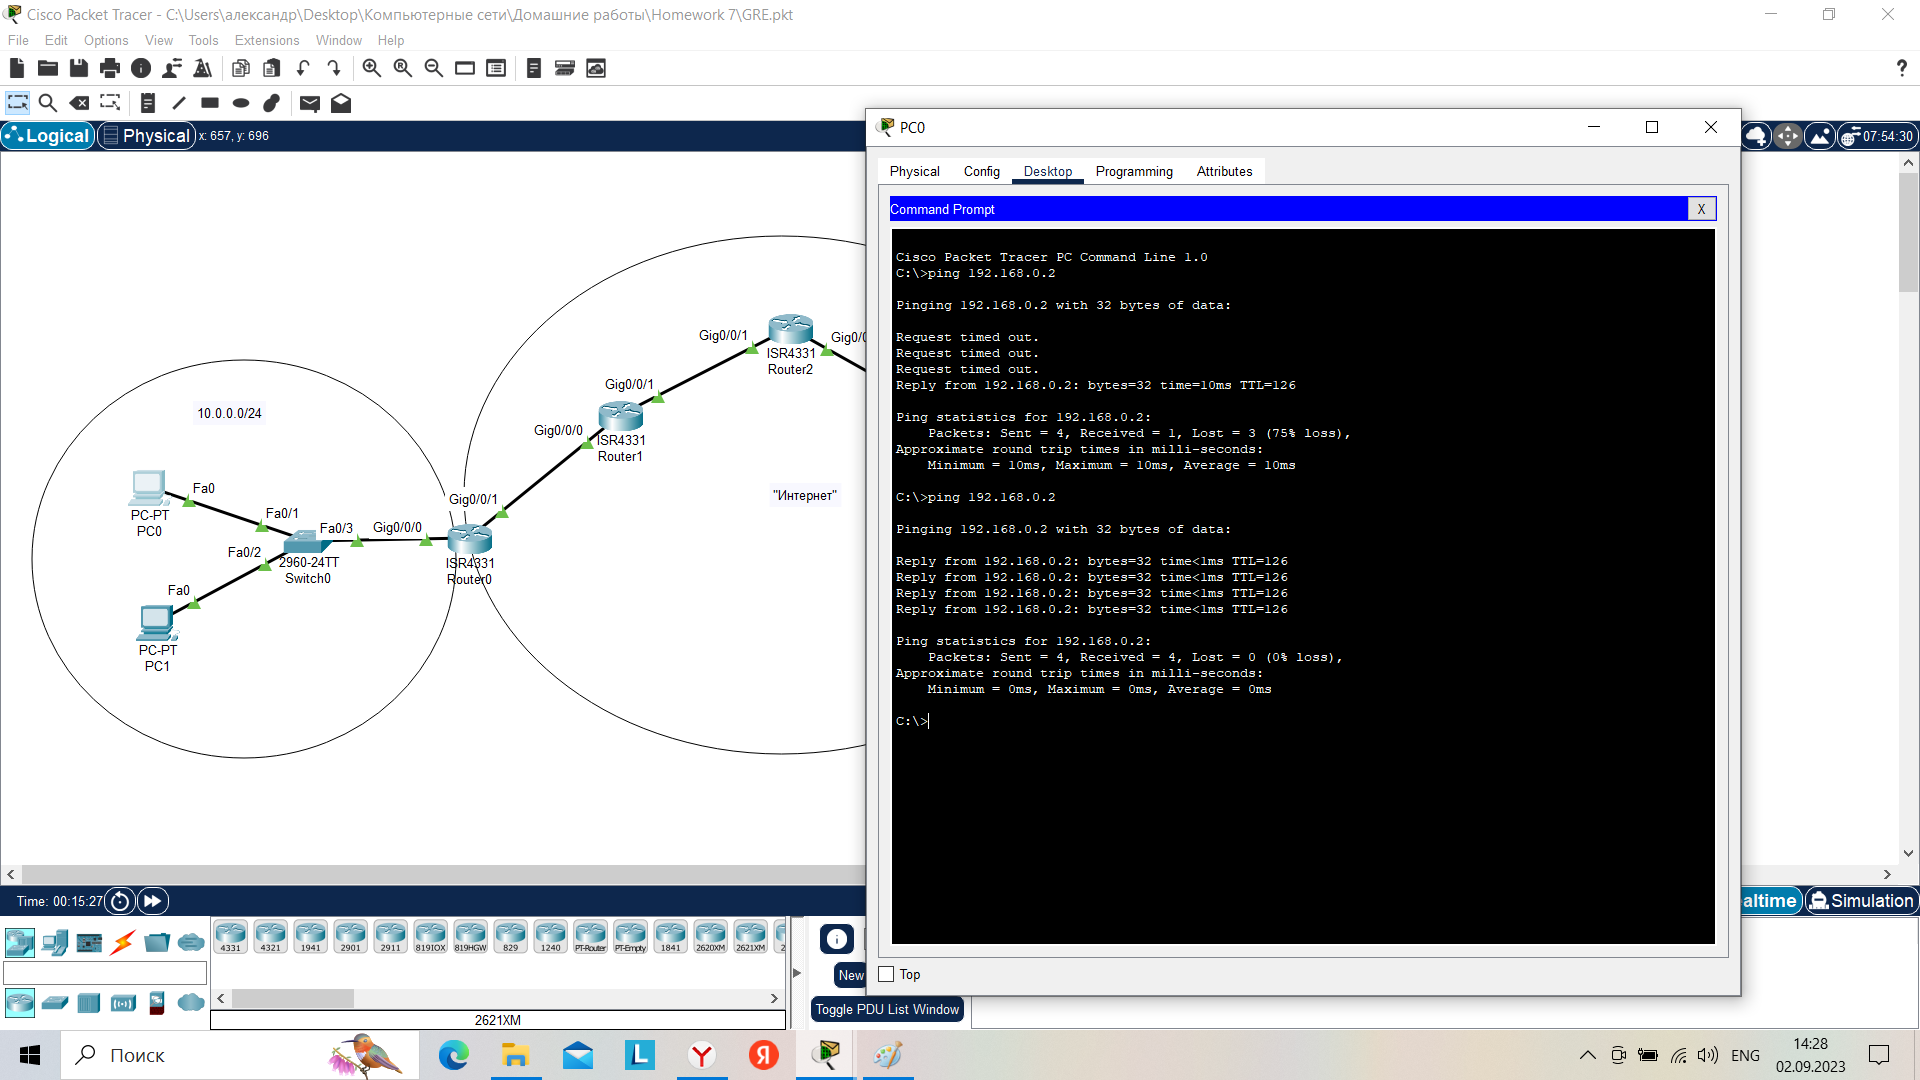 Cisco Packet Tracer - C:\Users\александр\Desktop\Компьютерные сети\Домашние работы\Homework 7\GRE.pkt
File Edit Options View Tools Extensions Window Help
?
Logical Physical x: 657, y: 696
07:54:30
PC0
Physical Config Desktop Programming Attributes
Command Prompt X
Cisco Packet Tracer PC Command Line 1.0
C:\>ping 192.168.0.2
Pinging 192.168.0.2 with 32 bytes of data:
Request timed out.
Request timed out.
Request timed out.
Reply from 192.168.0.2: bytes=32 time=10ms TTL=126
Ping statistics for 192.168.0.2:
Packets: Sent = 4, Received = 1, Lost = 3 (75% loss),
Approximate round trip times in milli-seconds:
Minimum = 10ms, Maximum = 10ms, Average = 10ms
C:\>ping 192.168.0.2
Pinging 192.168.0.2 with 32 bytes of data:
Reply from 192.168.0.2: bytes=32 time<1ms TTL=126
Reply from 192.168.0.2: bytes=32 time<1ms TTL=126
Reply from 192.168.0.2: bytes=32 time<1ms TTL=126
Reply from 192.168.0.2: bytes=32 time<1ms TTL=126
Ping statistics for 192.168.0.2:
Packets: Sent = 4, Received = 4, Lost = 0 (0% loss),
Approximate round trip times in milli-seconds:
Minimum = 0ms, Maximum = 0ms, Average = 0ms
C:\>
Top
10.0.0.0/24
Fa0
PC-PT
PC0
Fa0/1
Fa0/2
Fa0/3
2960-24TT
Switch0
Fa0
PC-PT
PC1
Gig0/0/0
Gig0/0/1
ISR4331
Router0
Gig0/0/0
Gig0/0/1
ISR4331
Router1
Gig0/0/1
Gig0/0
ISR4331
Router2
"Интернет"
Time: 00:15:27
altime Simulation
4331 4321 1941 2901 2911 819IOX 819HGW 829 1240 PT-Router PT-Empty 1841 2620XM 2621XM 2
2621XM
New
Toggle PDU List Window
Поиск
L Y Я
ENG
14:28
02.09.2023